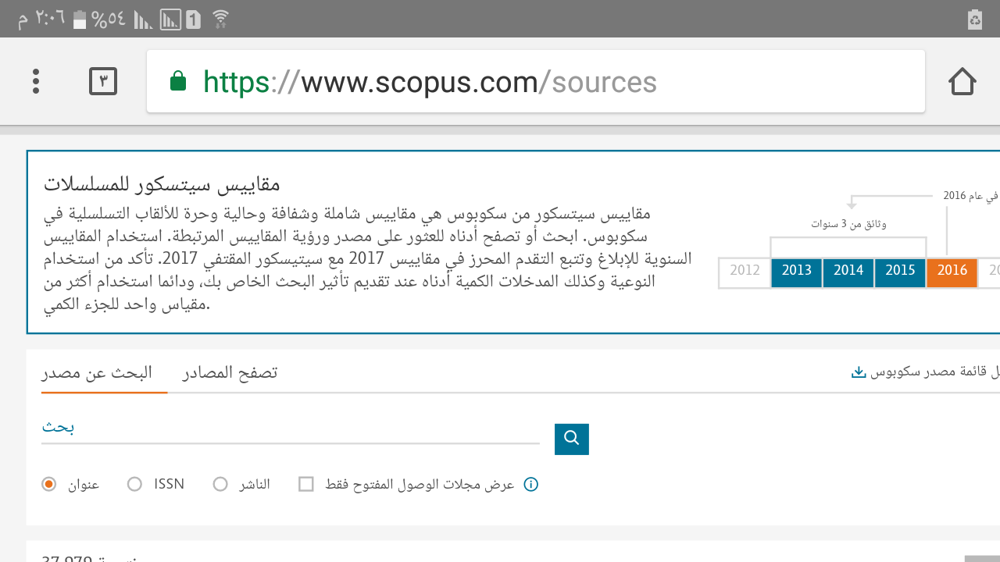 ٢:٠٦ م
٥٤%
1
٣
https://www.scopus.com/sources
مقاييس سيتسكور للمسلسلات
مقاييس سيتسكور من سكوبوس هي مقاييس شاملة وشفافة وحالية وحرة للألقاب التسلسلية في
سكوبوس. ابحث أو تصفح أدناه للعثور على مصدر ورؤية المقاييس المرتبطة. استخدام المقاييس
السنوية للإبلاغ وتتبع التقدم المحرز في مقاييس 2017 مع سيتيسكور المقتفي 2017. تأكد من استخدام
النوعية وكذلك المدخلات الكمية أدناه عند تقديم تأثير البحث الخاص بك، ودائما استخدام أكثر من
مقياس واحد للجزء الكمي.
في عام 2016
وثائق من 3 سنوات
2012 2013 2014 2015 2016
البحث عن مصدر تصفح المصادر
قائمة مصدر سكوبوس
بحث
عنوان ISSN الناشر عرض مجلات الوصول المفتوح فقط